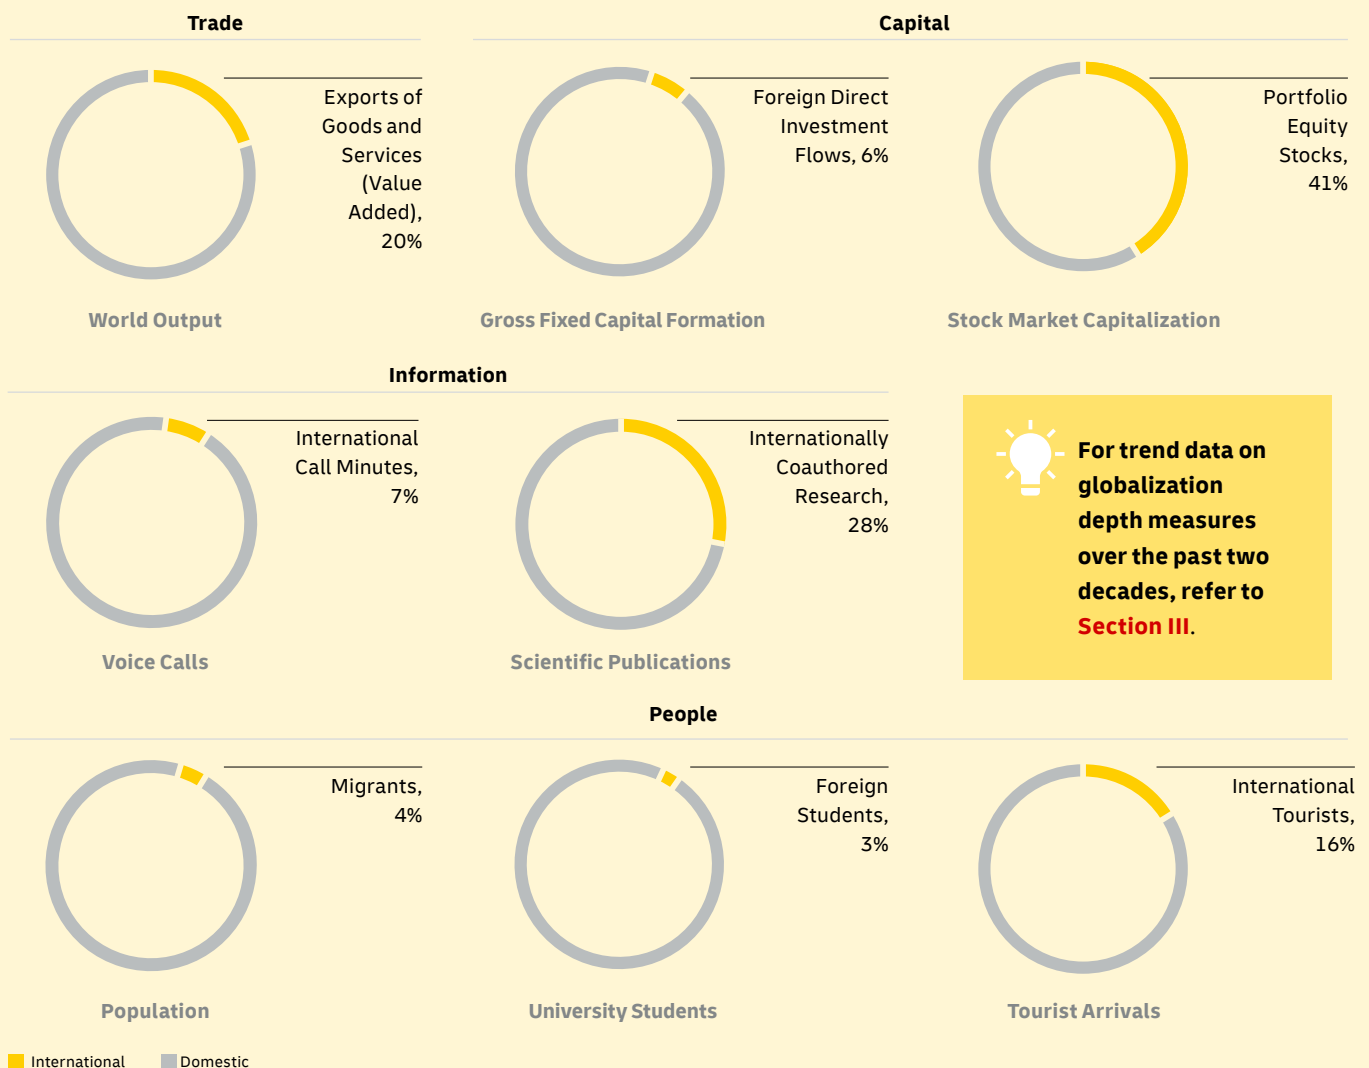 Trade
Exports of
Goods and
Services
(Value
Added),
20%
World Output
Capital
Foreign Direct
Investment
Flows, 6%
Gross Fixed Capital Formation
Portfolio
Equity
Stocks,
41%
Stock Market Capitalization
Information
International
Call Minutes,
7%
Voice Calls
Internationally
Coauthored
Research,
28%
Scientific Publications
For trend data on
globalization
depth measures
over the past two
decades, refer to
Section III.
People
Migrants,
4%
Population
Foreign
Students,
3%
University Students
International
Tourists,
16%
Tourist Arrivals
International
Domestic